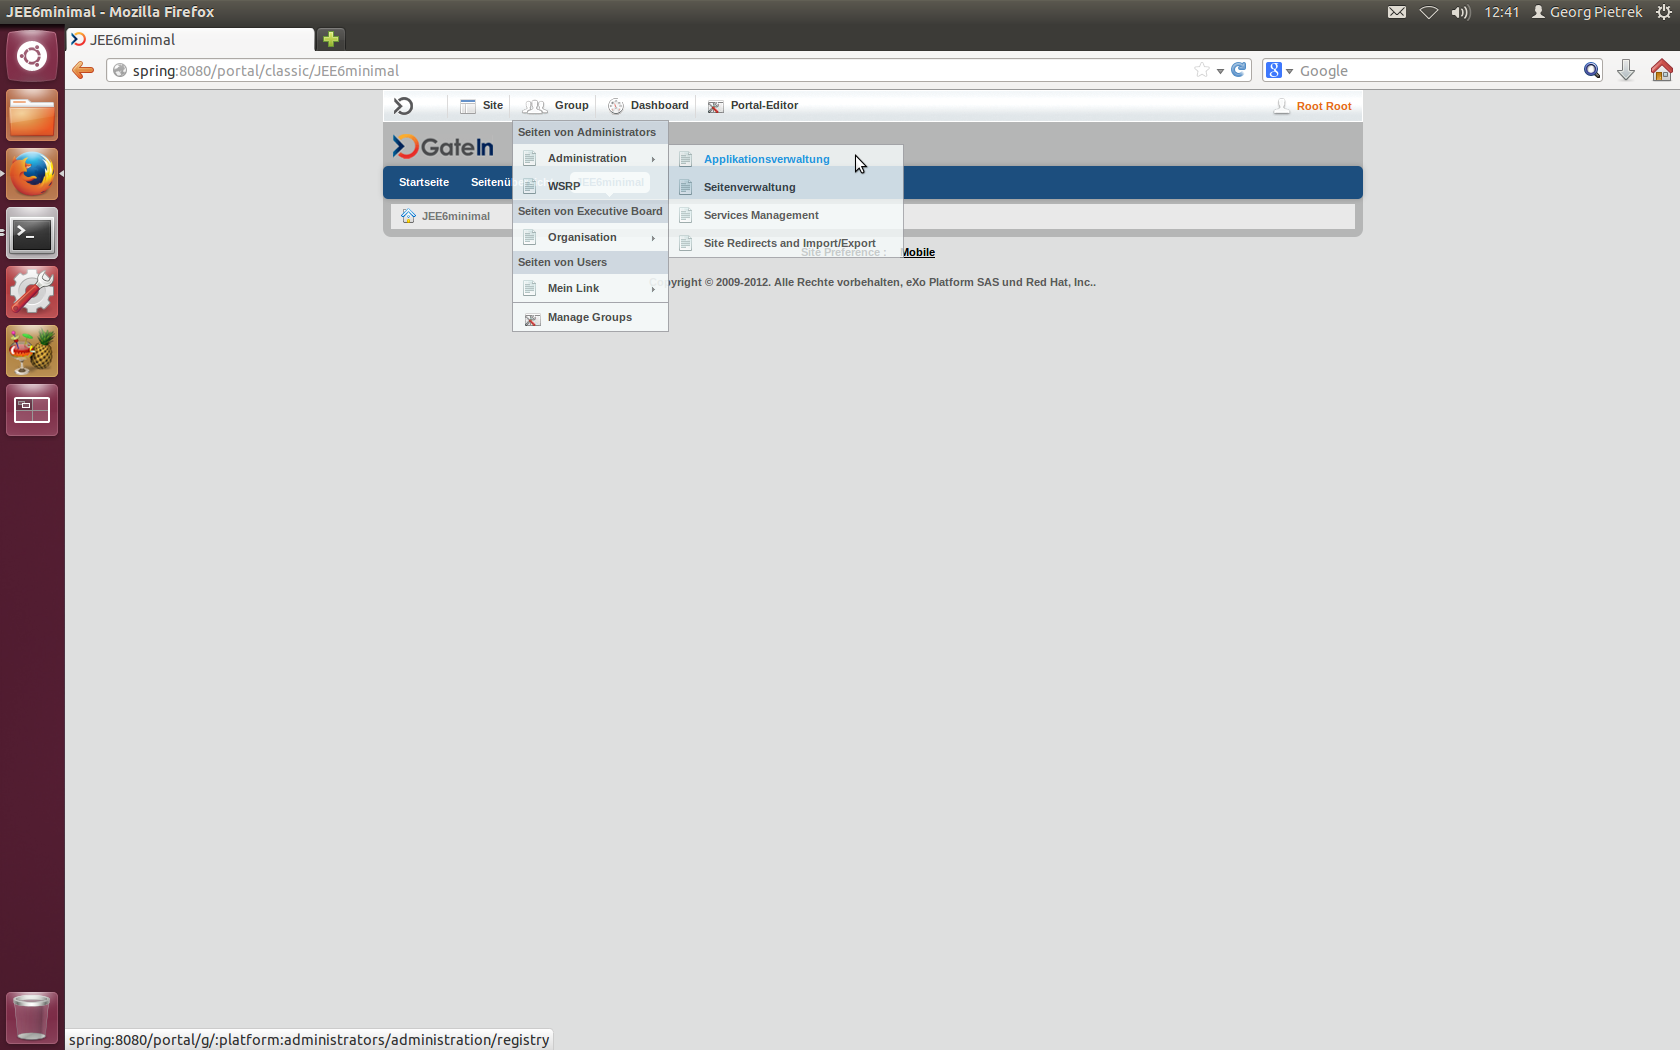 JEE6minimal - Mozilla Firefox
12:41 Georg Pietrek
JEE6minimal
spring:8080/portal/classic/JEE6minimal
Google
Site Group Dashboard Portal-Editor Root Root
Seiten von Administrators
GateIn
Administration
Applikationsverwaltung
Startseite
WSRP
JEE6minimal
Seitenverwaltung
Seiten von Executive Board
JEE6minimal
Services Management
Organisation
Site Redirects and Import/Export
Site Preference : Mobile
Seiten von Users
Mein Link
right © 2009-2012. Alle Rechte vorbehalten, eXo Platform SAS und Red Hat, Inc..
Manage Groups
spring:8080/portal/g/:platform:administrators/administration/registry